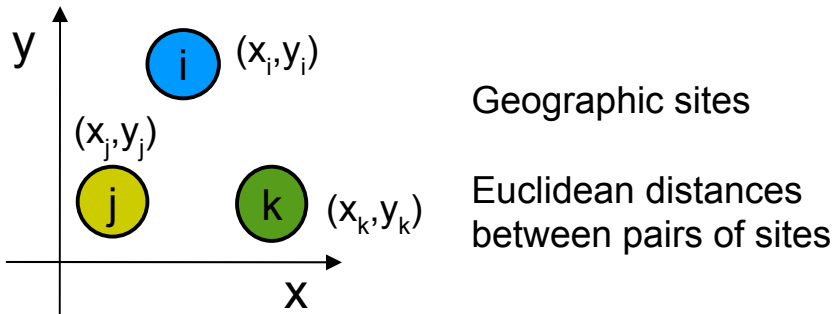 y
i
(xi,yi)
Geographic sites
(xj,yj)
j
k
(xk,yk)
Euclidean distances
between pairs of sites
x